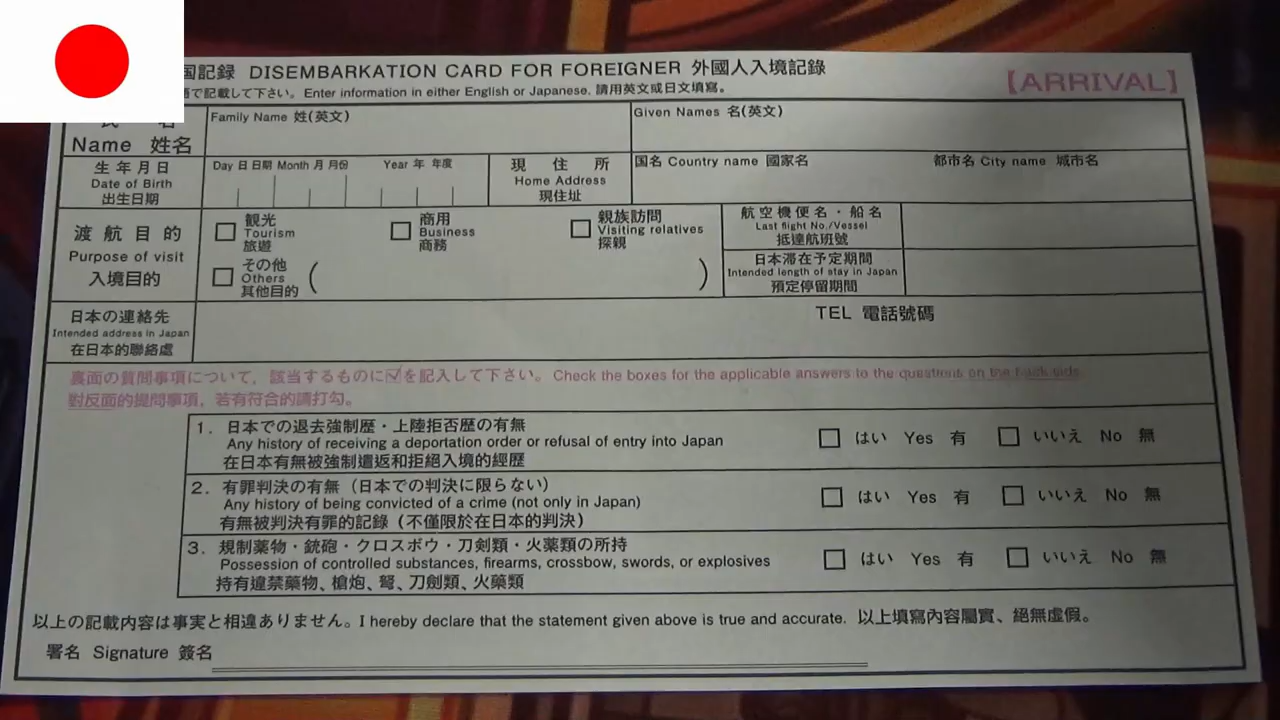 国記録 DISEMBARKATION CARD FOR FOREIGNER 外國人入境記錄
【ARRIVAL】
語で記載して下さい。Enter information in either English or Japanese. 請用英文或日文填寫。
氏 名
Name 姓名
Family Name 姓(英文)
Given Names 名(英文)
生年月日
Date of Birth
出生日期
Day 日 日期 Month 月 月份 Year 年 年度
現 住 所
Home Address
現住址
国名 Country name 國家名
都市名 City name 城市名
渡航目的
Purpose of visit
入境目的
観光
Tourism
旅遊
商用
Business
商務
親族訪問
Visiting relatives
探親
その他
Others
其他目的
( )
航空機便名・船名
Last flight No./Vessel
抵達航班號
日本滞在予定期間
Intended length of stay in Japan
預定停留期間
日本の連絡先
Intended address in Japan
在日本的聯絡處
TEL 電話號碼
裏面の質問事項について、該当するものに☑を記入して下さい。Check the boxes for the applicable answers to the questions on the back side.
對反面的提問事項，若有符合的請打勾。
1. 日本での退去強制歴・上陸拒否歴の有無
Any history of receiving a deportation order or refusal of entry into Japan
在日本有無被強制遣返和拒絕入境的經歷
はい Yes 有 いいえ No 無
2. 有罪判決の有無（日本での判決に限らない）
Any history of being convicted of a crime (not only in Japan)
有無被判決有罪的記錄（不僅限於在日本的判決）
はい Yes 有 いいえ No 無
3. 規制薬物・銃砲・クロスボウ・刀剣類・火薬類の所持
Possession of controlled substances, firearms, crossbow, swords, or explosives
持有違禁藥物、槍炮、弩、刀劍類、火藥類
はい Yes 有 いいえ No 無
以上の記載内容は事実と相違ありません。I hereby declare that the statement given above is true and accurate. 以上填寫內容屬實、絕無虛假。
署名 Signature 簽名